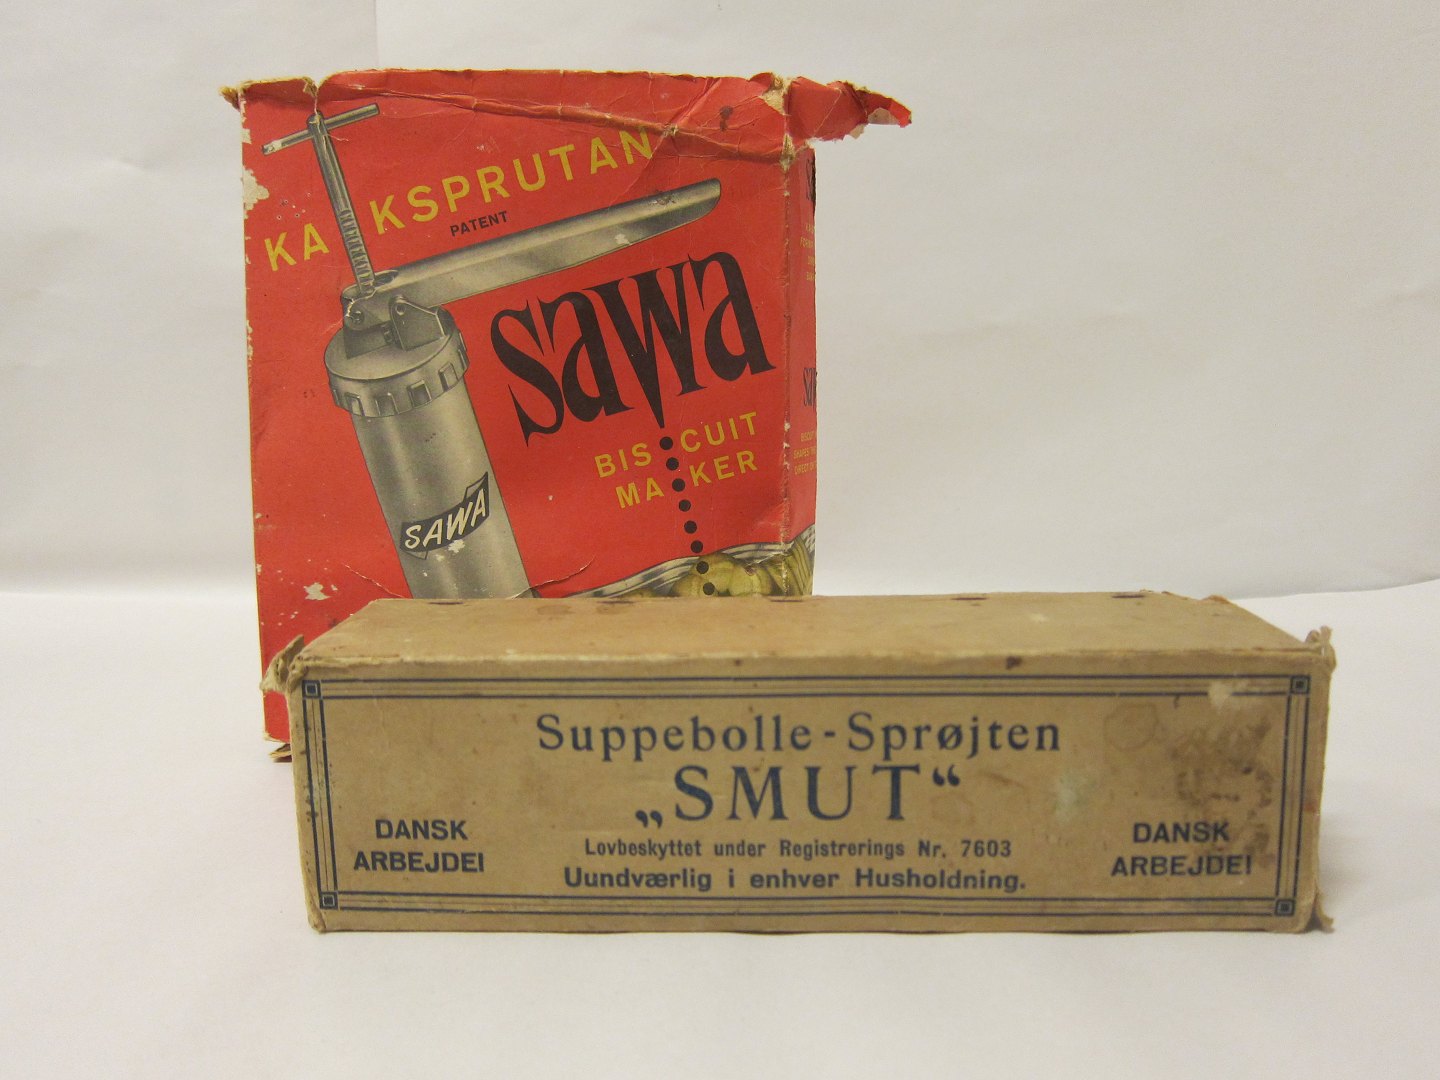 KAKSPRUTAN
PATENT
sawa
BISCUIT
MAKER
SAWA
Suppebolle-Sprøjten
„SMUT“
Lovbeskyttet under Registrerings Nr. 7603
Uundværlig i enhver Husholdning.
DANSK
ARBEJDE!
DANSK
ARBEJDE!